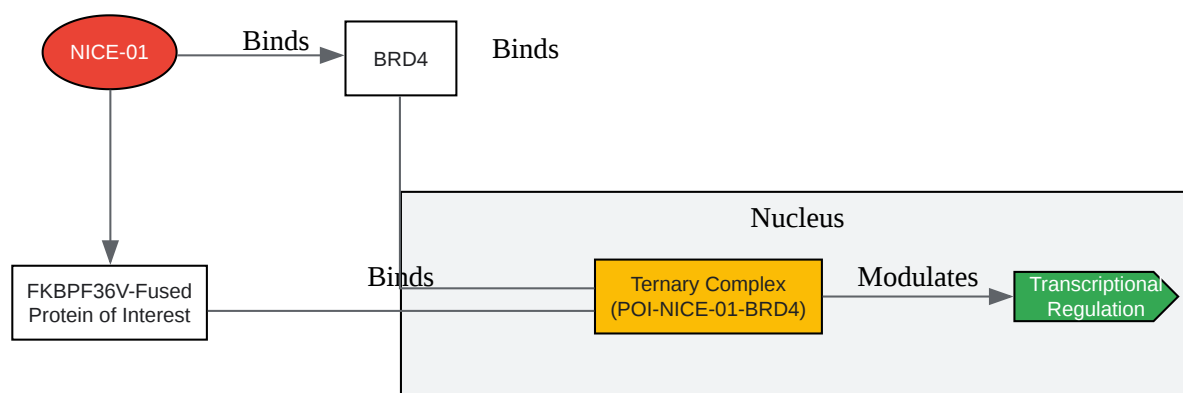 NICE-01
Binds
BRD4
Binds
Nucleus
FKBPF36V-Fused
Protein of Interest
Binds
Ternary Complex
(POI-NICE-01-BRD4)
Modulates
Transcriptional
Regulation